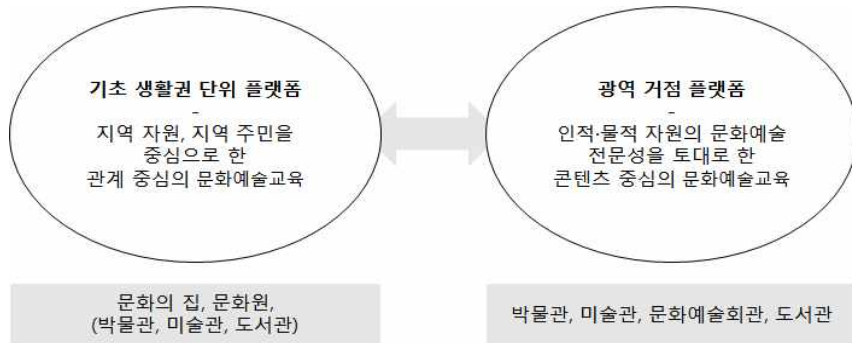 기초 생활권 단위 플랫폼
-
지역 자원, 지역 주민을
중심으로 한
관계 중심의 문화예술교육
광역 거점 플랫폼
-
인적·물적 자원의 문화예술
전문성을 토대로 한
콘텐츠 중심의 문화예술교육
문화의 집, 문화원,
(박물관, 미술관, 도서관)
박물관, 미술관, 문화예술회관, 도서관